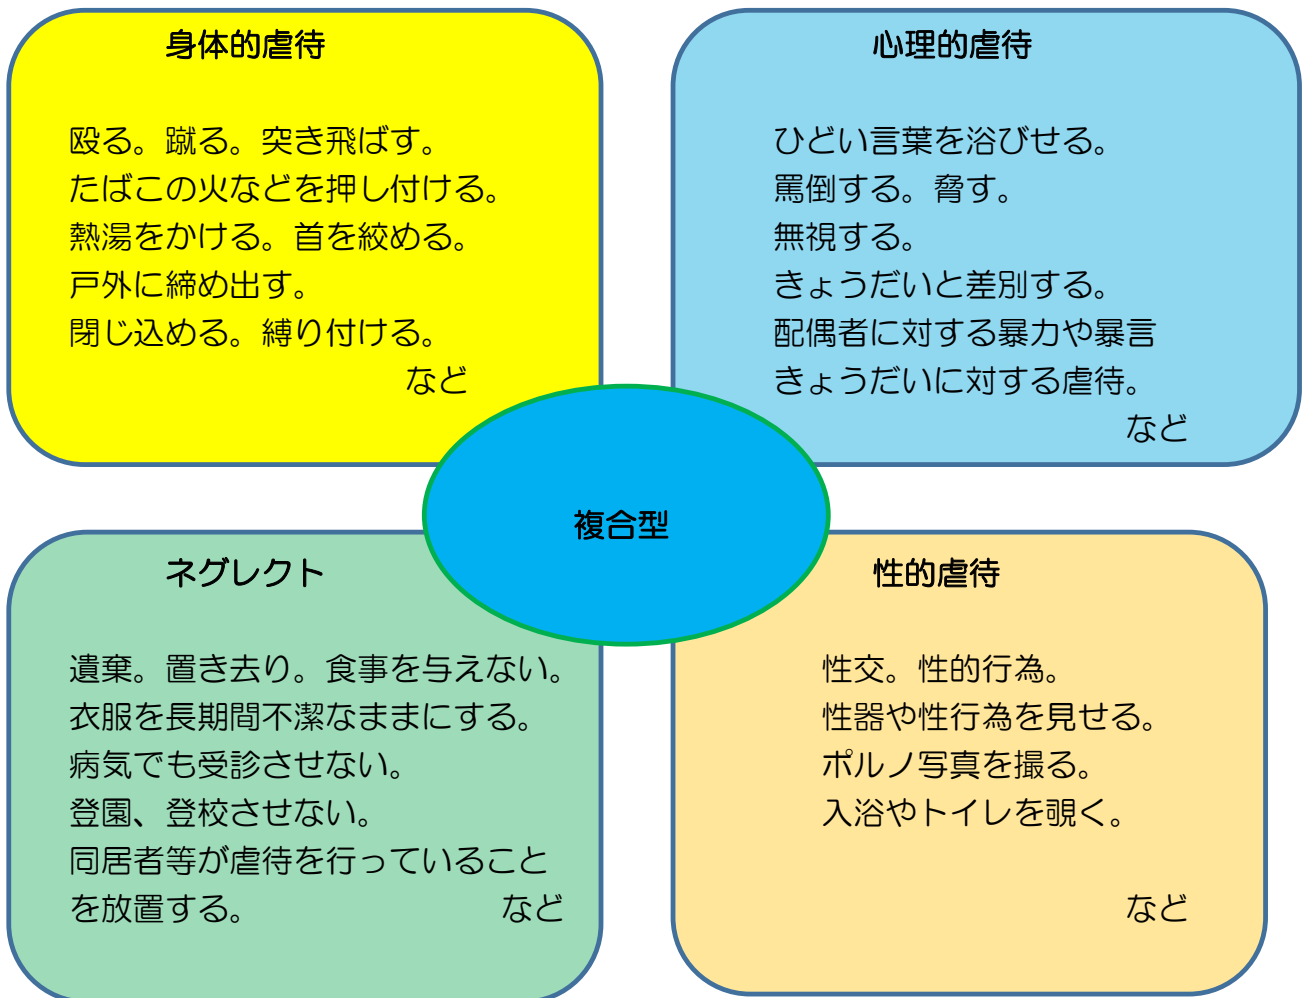 身体的虐待
殴る。蹴る。突き飛ばす。
たばこの火などを押し付ける。
熱湯をかける。首を絞める。
戸外に締め出す。
閉じ込める。縛り付ける。
など
心理的虐待
ひどい言葉を浴びせる。
罵倒する。脅す。
無視する。
きょうだいと差別する。
配偶者に対する暴力や暴言
きょうだいに対する虐待。
など
複合型
ネグレクト
遺棄。置き去り。食事を与えない。
衣服を長期間不潔なままにする。
病気でも受診させない。
登園、登校させない。
同居者等が虐待を行っていること
を放置する。 など
性的虐待
性交。性的行為。
性器や性行為を見せる。
ポルノ写真を撮る。
入浴やトイレを覗く。
など